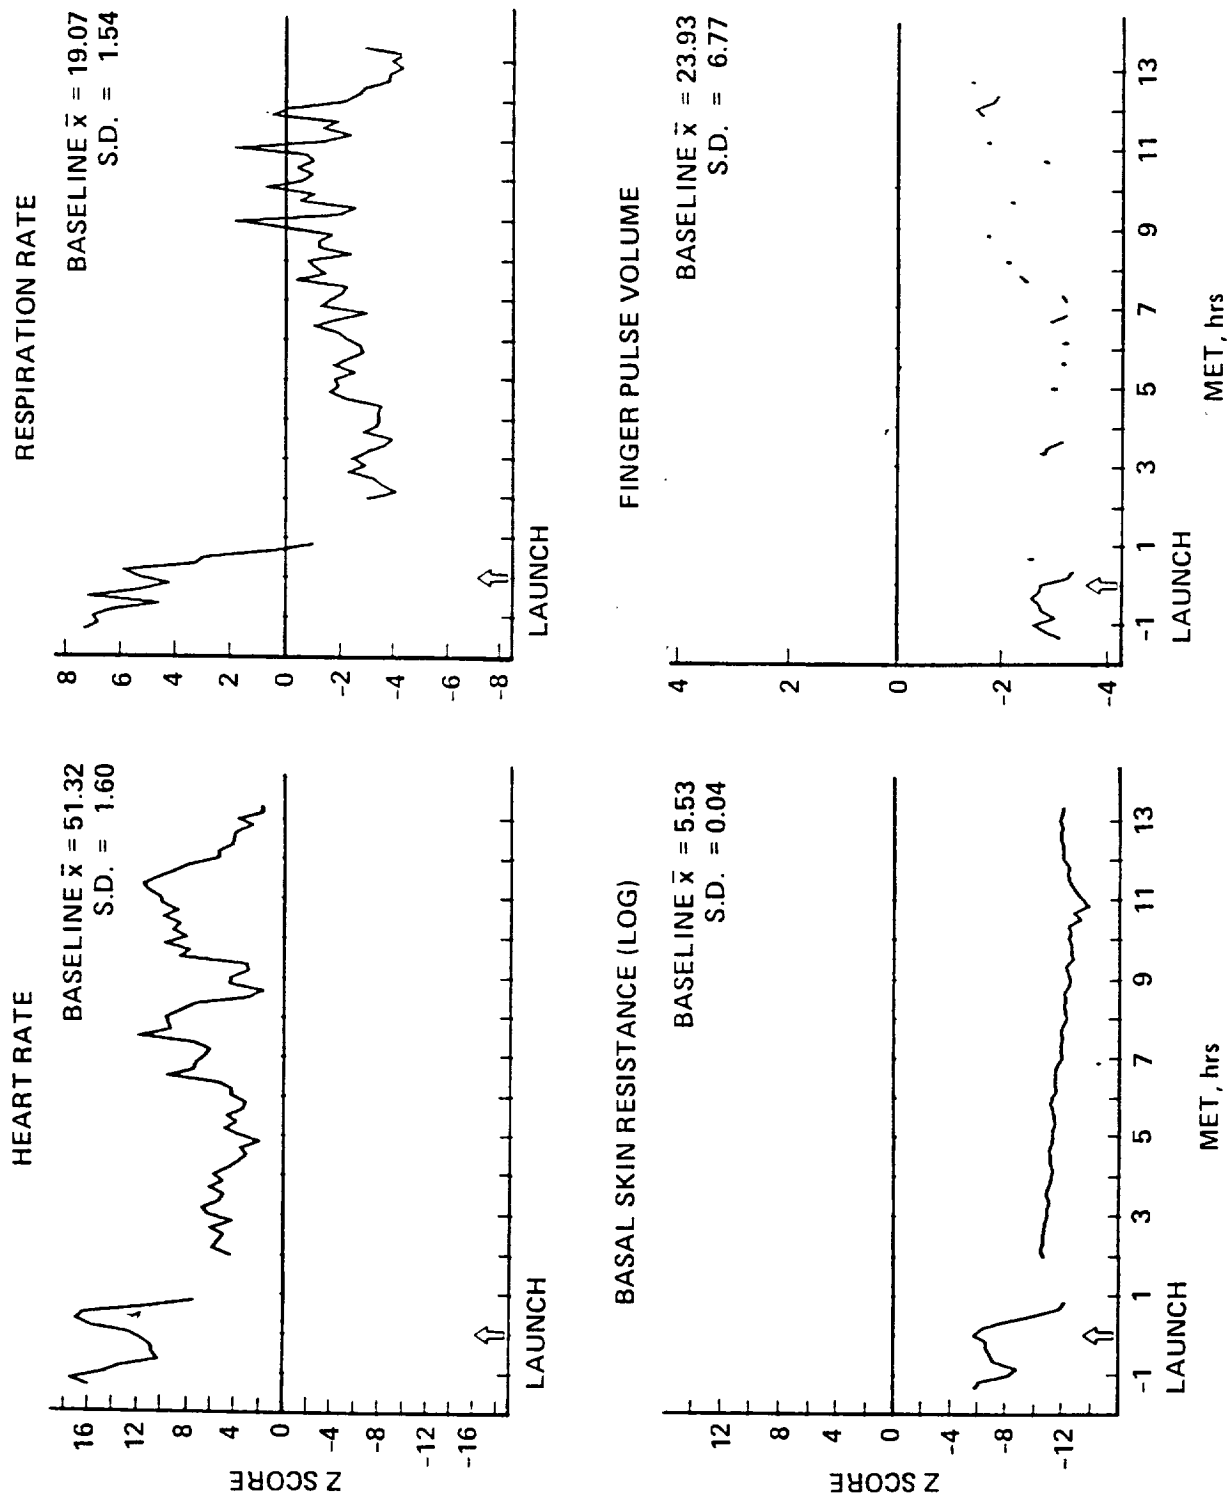 HEART RATE
BASELINE x̄ = 51.32
S.D. = 1.60
Z SCORE
16
12
8
4
0
-4
-8
-12
-16
LAUNCH
RESPIRATION RATE
BASELINE x̄ = 19.07
S.D. = 1.54
8
6
4
2
0
-2
-4
-6
-8
LAUNCH
BASAL SKIN RESISTANCE (LOG)
BASELINE x̄ = 5.53
S.D. = 0.04
Z SCORE
12
8
4
0
-4
-8
-12
-1 1 3 5 7 9 11 13
LAUNCH
MET, hrs
FINGER PULSE VOLUME
BASELINE x̄ = 23.93
S.D. = 6.77
4
2
0
-2
-4
-1 1 3 5 7 9 11 13
LAUNCH
MET, hrs